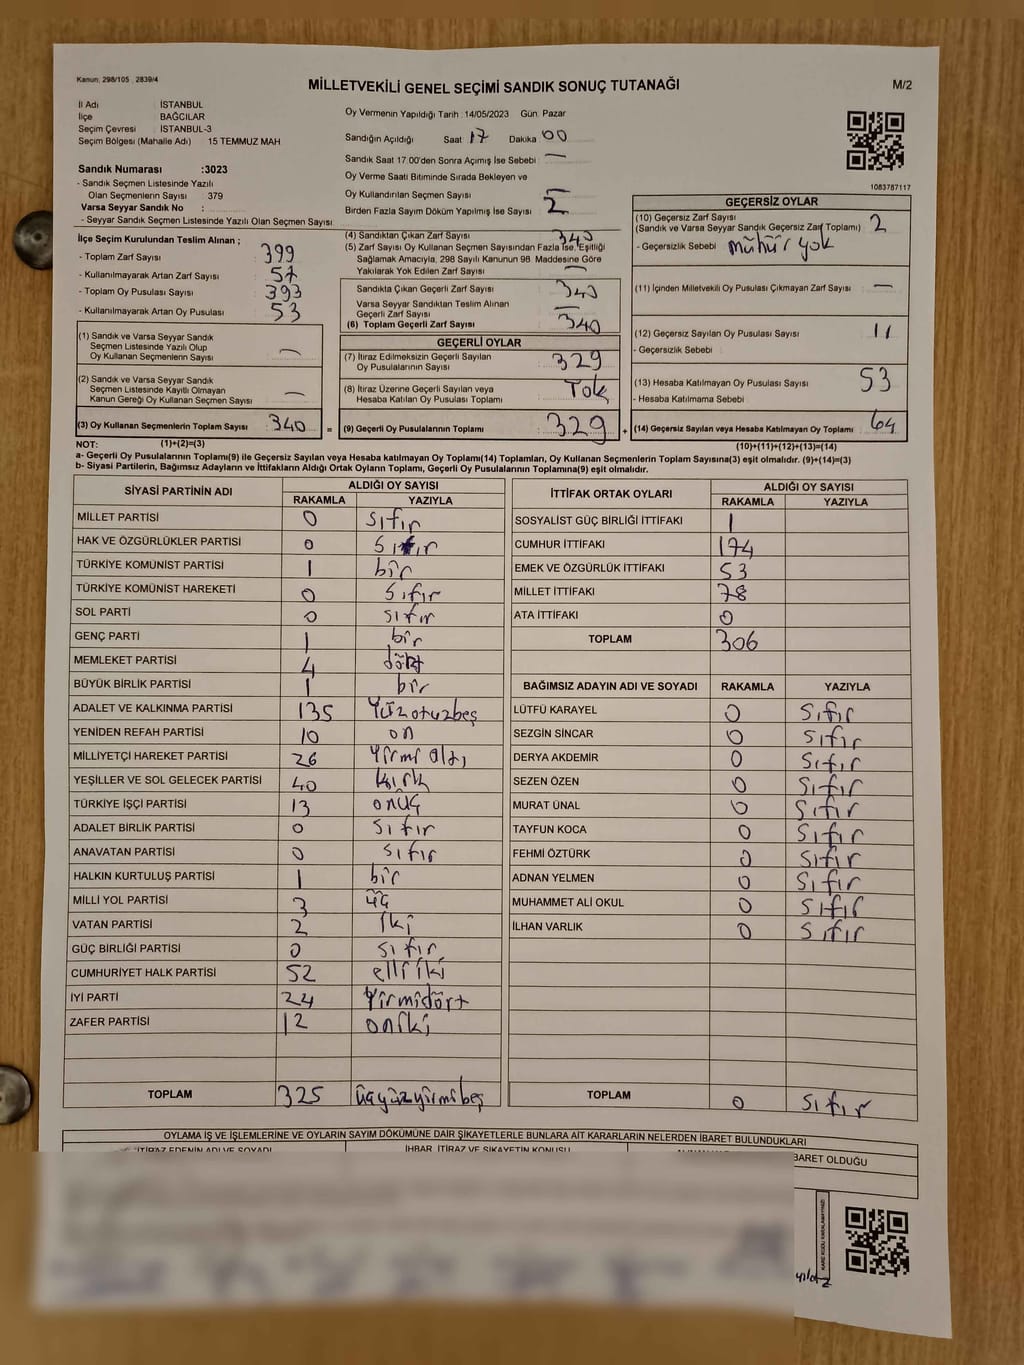 Kanun: 298/105 2839/4
MİLLETVEKİLİ GENEL SEÇİMİ SANDIK SONUÇ TUTANAĞI
M/2
İl Adı : İSTANBUL
İlçe : BAĞCILAR
Seçim Çevresi : İSTANBUL-3
Seçim Bölgesi (Mahalle Adı) : 15 TEMMUZ MAH
Oy Vermenin Yapıldığı Tarih : 14/05/2023 Gün: Pazar
Sandığın Açıldığı Saat 17 Dakika : 00
Sandık Saat 17:00'den Sonra Açımış İse Sebebi : —
Oy Verme Saati Bitiminde Sırada Bekleyen ve
Oy Kullandırılan Seçmen Sayısı : —
Birden Fazla Sayım Döküm Yapılmış İse Sayısı : 2
1083787117
Sandık Numarası :3023
- Sandık Seçmen Listesinde Yazılı
Olan Seçmenlerin Sayısı : 379
Varsa Seyyar Sandık No :
- Seyyar Sandık Seçmen Listesinde Yazılı Olan Seçmen Sayısı :
İlçe Seçim Kurulundan Teslim Alınan ;
- Toplam Zarf Sayısı : 399
- Kullanılmayarak Artan Zarf Sayısı : 57
- Toplam Oy Pusulası Sayısı : 393
- Kullanılmayarak Artan Oy Pusulası : 53
(1) Sandık ve Varsa Seyyar Sandık
Seçmen Listesinde Yazılı Olup
Oy Kullanan Seçmenlerin Sayısı : —
(2) Sandık ve Varsa Seyyar Sandık
Seçmen Listesinde Kayıtlı Olmayan
Kanun Gereği Oy Kullanan Seçmen Sayısı : —
(3) Oy Kullanan Seçmenlerin Toplam Sayısı : 340 =
(4) Sandıktan Çıkan Zarf Sayısı : 340
(5) Zarf Sayısı Oy Kullanan Seçmen Sayısından Fazla İse, Eşitliği
Sağlamak Amacıyla, 298 Sayılı Kanunun 98. Maddesine Göre
Yakılarak Yok Edilen Zarf Sayısı : —
Sandıkta Çıkan Geçerli Zarf Sayısı : 340
Varsa Seyyar Sandıktan Teslim Alınan
Geçerli Zarf Sayısı : —
(6) Toplam Geçerli Zarf Sayısı : 340
GEÇERLİ OYLAR
(7) İtiraz Edilmeksizin Geçerli Sayılan
Oy Pusulalarının Sayısı : 329
(8) İtiraz Üzerine Geçerli Sayılan veya
Hesaba Katılan Oy Pusulası Toplamı : Yok
(9) Geçerli Oy Pusulalarının Toplamı : 329 +
GEÇERSİZ OYLAR
(10) Geçersiz Zarf Sayısı
(Sandık ve Varsa Seyyar Sandık Geçersiz Zarf Toplamı) : 2
- Geçersizlik Sebebi : mühür yok
(11) İçinden Milletvekili Oy Pusulası Çıkmayan Zarf Sayısı : —
(12) Geçersiz Sayılan Oy Pusulası Sayısı : 11
- Geçersizlik Sebebi :
(13) Hesaba Katılmayan Oy Pusulası Sayısı : 53
- Hesaba Katılmama Sebebi :
(14) Geçersiz Sayılan veya Hesaba Katılmayan Oy Toplamı : 64
NOT: (1)+(2)=(3) (10)+(11)+(12)+(13)=(14)
a- Geçerli Oy Pusulalarının Toplamı(9) ile Geçersiz Sayılan veya Hesaba katılmayan Oy Toplamı(14) Toplamları, Oy Kullanan Seçmenlerin Toplam Sayısına(3) eşit olmalıdır. (9)+(14)=(3)
b- Siyasi Partilerin, Bağımsız Adayların ve İttifakların Aldığı Ortak Oyların Toplamı, Geçerli Oy Pusulalarının Toplamına(9) eşit olmalıdır.
SİYASİ PARTİNİN ADI ALDIĞI OY SAYISI
RAKAMLA YAZIYLA
MİLLET PARTİSİ 0 sıfır
HAK VE ÖZGÜRLÜKLER PARTİSİ 0 sıfır
TÜRKİYE KOMÜNİST PARTİSİ 1 bir
TÜRKİYE KOMÜNİST HAREKETİ 0 sıfır
SOL PARTİ 0 sıfır
GENÇ PARTİ 1 bir
MEMLEKET PARTİSİ 4 dört
BÜYÜK BİRLİK PARTİSİ 1 bir
ADALET VE KALKINMA PARTİSİ 135 Yüzotuzbeş
YENİDEN REFAH PARTİSİ 10 on
MİLLİYETÇİ HAREKET PARTİSİ 26 Yirmi altı
YEŞİLLER VE SOL GELECEK PARTİSİ 40 kırk
TÜRKİYE İŞÇİ PARTİSİ 13 onüç
ADALET BİRLİK PARTİSİ 0 sıfır
ANAVATAN PARTİSİ 0 sıfır
HALKIN KURTULUŞ PARTİSİ 1 bir
MİLLİ YOL PARTİSİ 3 üç
VATAN PARTİSİ 2 iki
GÜÇ BİRLİĞİ PARTİSİ 0 sıfır
CUMHURİYET HALK PARTİSİ 52 elliiki
İYİ PARTİ 24 Yirmidört
ZAFER PARTİSİ 12 oniki
TOPLAM 325 üçyüzyirmibeş
İTTİFAK ORTAK OYLARI ALDIĞI OY SAYISI
RAKAMLA YAZIYLA
SOSYALİST GÜÇ BİRLİĞİ İTTİFAKI 1
CUMHUR İTTİFAKI 174
EMEK VE ÖZGÜRLÜK İTTİFAKI 53
MİLLET İTTİFAKI 78
ATA İTTİFAKI 0
TOPLAM 306
BAĞIMSIZ ADAYIN ADI VE SOYADI RAKAMLA YAZIYLA
LÜTFÜ KARAYEL 0 sıfır
SEZGİN SİNCAR 0 sıfır
DERYA AKDEMİR 0 sıfır
SEZEN ÖZEN 0 sıfır
MURAT ÜNAL 0 sıfır
TAYFUN KOCA 0 sıfır
FEHMİ ÖZTÜRK 0 sıfır
ADNAN YELMEN 0 sıfır
MUHAMMET ALİ OKUL 0 sıfır
İLHAN VARLIK 0 sıfır
TOPLAM 0 sıfır
OYLAMA İŞ VE İŞLEMLERİNE VE OYLARIN SAYIM DÖKÜMÜNE DAİR ŞİKAYETLERLE BUNLARA AİT KARARLARIN NELERDEN İBARET BULUNDUKLARI
İTİRAZ EDENİN ADI VE SOYADI İHBAR, İTİRAZ VE ŞİKAYETİN KONUSU BARET OLDUĞU